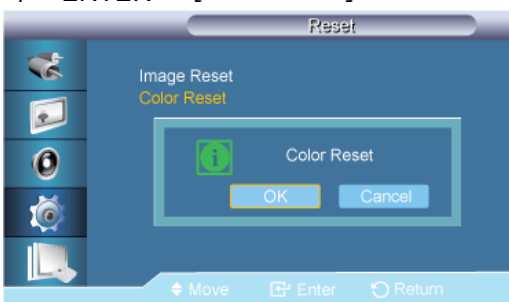 Reset
Image Reset
Color Reset
Color Reset
OK Cancel
Move Enter Return